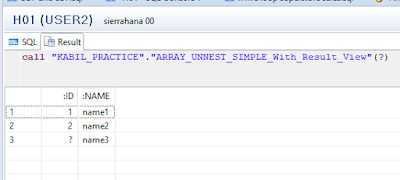 H01 (USER2) sierrahana 00
SQL Result
call "KABIL_PRACTICE"."ARRAY_UNNEST_SIMPLE_With_Result_View"(?)
:ID :NAME
1 1 name1
2 2 name2
3 ? name3